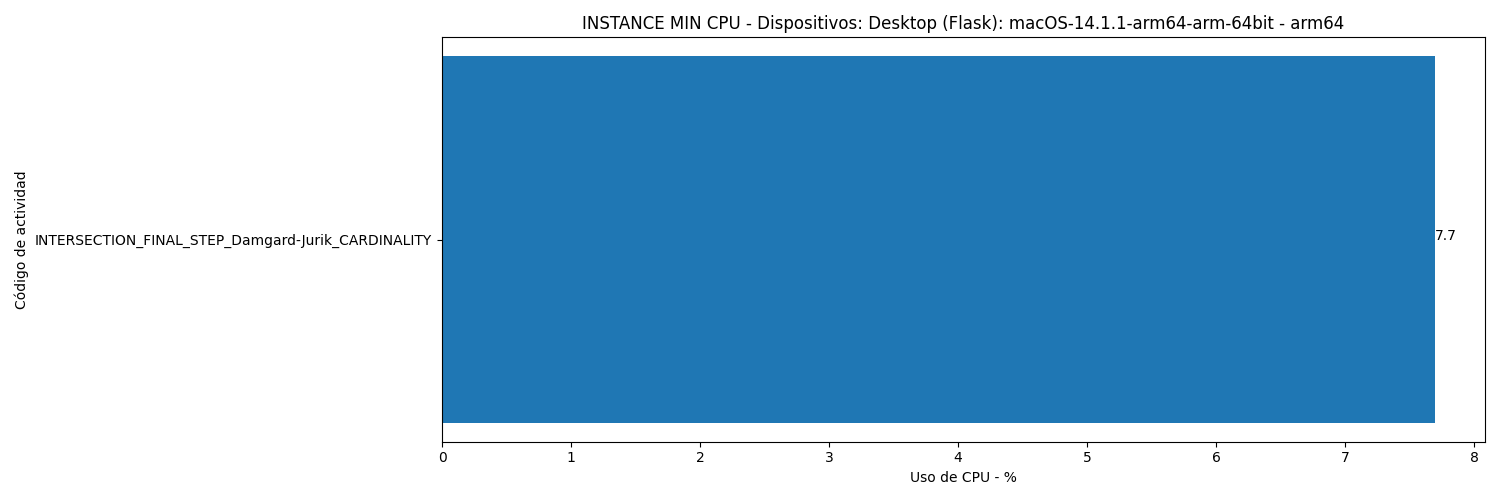 INSTANCE MIN CPU - Dispositivos: Desktop (Flask): macOS-14.1.1-arm64-arm-64bit - arm64
Código de actividad
INTERSECTION_FINAL_STEP_Damgard-Jurik_CARDINALITY
7.7
0 1 2 3 4 5 6 7 8
Uso de CPU - %